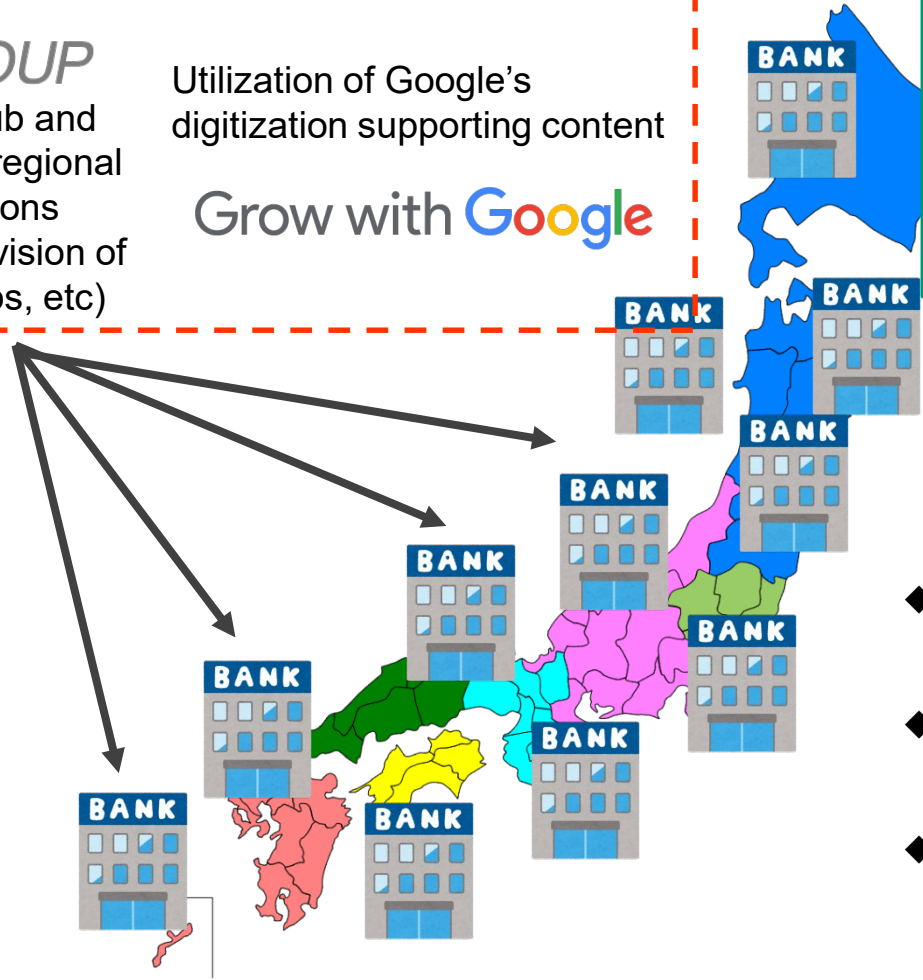 OUP
ub and
regional
ons
vision of
os, etc)
Utilization of Google's
digitization supporting content
Grow with Google
BANK
BANK
BANK
BANK
BANK
BANK
BANK
BANK
BANK
BANK
BANK